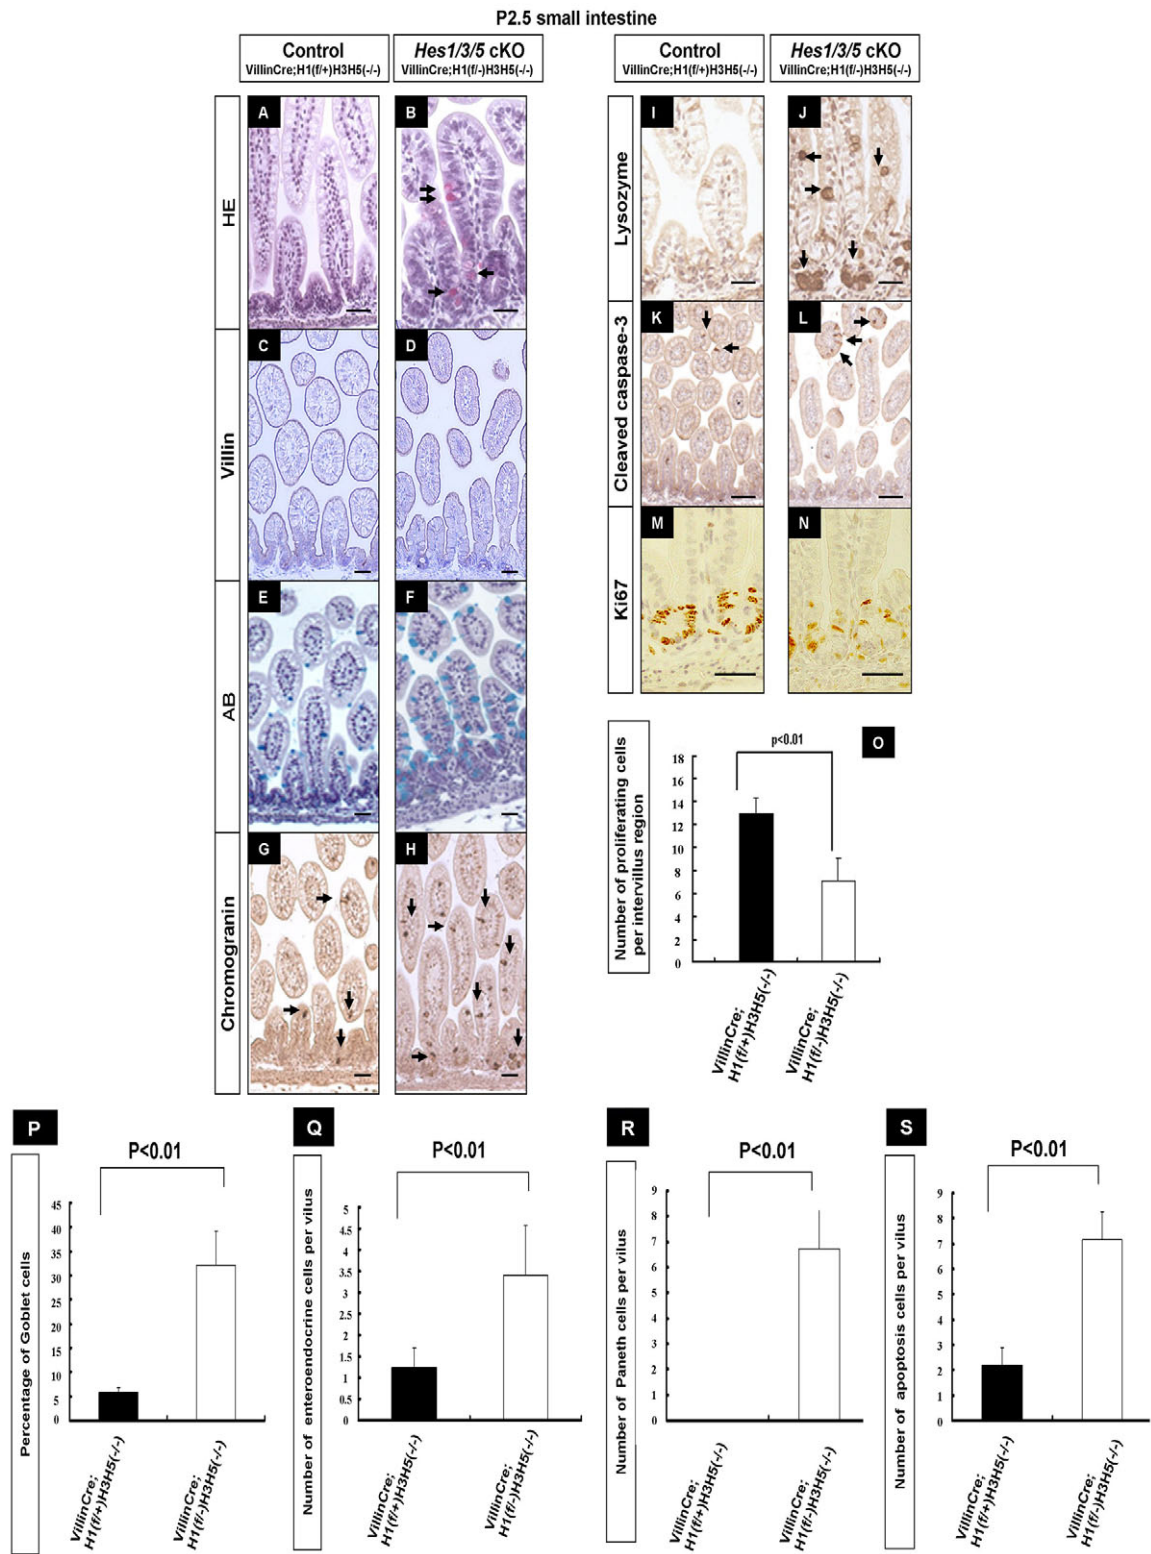 P2.5 small intestine
Control
VillinCre;H1(f/+)H3H5(-/-)
Hes1/3/5 cKO
VillinCre;H1(f/-)H3H5(-/-)
Control
VillinCre;H1(f/+)H3H5(-/-)
Hes1/3/5 cKO
VillinCre;H1(f/-)H3H5(-/-)
HE
A
B
Villin
C
D
AB
E
F
Chromogranin
G
H
Lysozyme
I
J
Cleaved caspase-3
K
L
Ki67
M
N
O
Number of proliferating cells
per intervillus region
p<0.01
18
16
14
12
10
8
6
4
2
0
VillinCre;
H1(f/+)H3H5(-/-)
VillinCre;
H1(f/-)H3H5(-/-)
P
Percentage of Goblet cells
P<0.01
45
40
35
30
25
20
15
10
5
0
VillinCre;
H1(f/+)H3H5(-/-)
VillinCre;
H1(f/-)H3H5(-/-)
Q
Number of enteroendocrine cells per vilus
P<0.01
5
4.5
4
3.5
3
2.5
2
1.5
1
0.5
0
VillinCre;
H1(f/+)H3H5(-/-)
VillinCre;
H1(f/-)H3H5(-/-)
R
Number of Paneth cells per vilus
P<0.01
9
8
7
6
5
4
3
2
1
0
VillinCre;
H1(f/+)H3H5(-/-)
VillinCre;
H1(f/-)H3H5(-/-)
S
Number of apoptosis cells per vilus
P<0.01
9
8
7
6
5
4
3
2
1
0
VillinCre;
H1(f/+)H3H5(-/-)
VillinCre;
H1(f/-)H3H5(-/-)